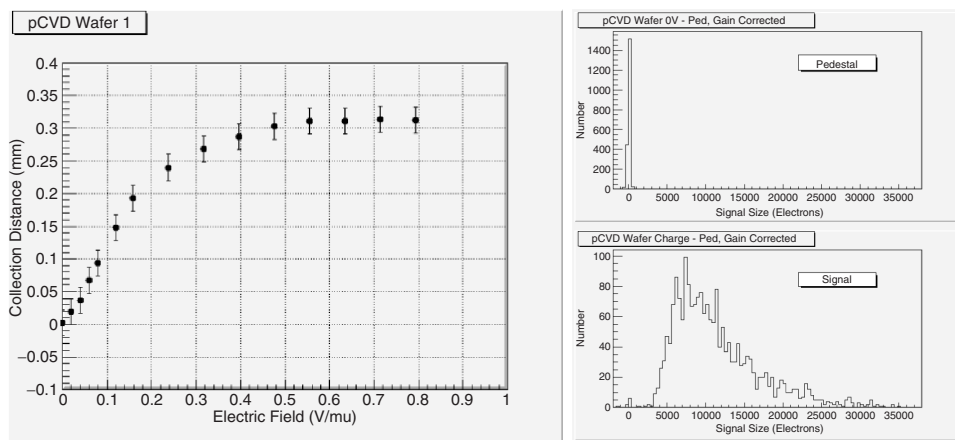 pCVD Wafer 1
0.4
0.35
0.3
0.25
0.2
0.15
0.1
0.05
0
−0.05
−0.1
Collection Distance (mm)
0 0.1 0.2 0.3 0.4 0.5 0.6 0.7 0.8 0.9 1
Electric Field (V/mu)
pCVD Wafer 0V - Ped, Gain Corrected
Pedestal
1400
1200
1000
800
600
400
200
0
Number
0 5000 10000 15000 20000 25000 30000 35000
Signal Size (Electrons)
pCVD Wafer Charge - Ped, Gain Corrected
Signal
100
80
60
40
20
0
Number
0 5000 10000 15000 20000 25000 30000 35000
Signal Size (Electrons)